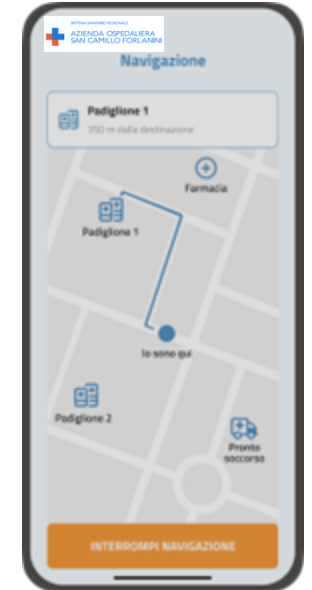 SISTEMA SANITARIO REGIONALE
AZIENDA OSPEDALIERA
SAN CAMILLO FORLANINI
Navigazione
Padiglione 1
350 m dalla destinazione
Farmacia
Padiglione 1
Io sono qui
Padiglione 2
Pronto
soccorso
INTERROMPI NAVIGAZIONE